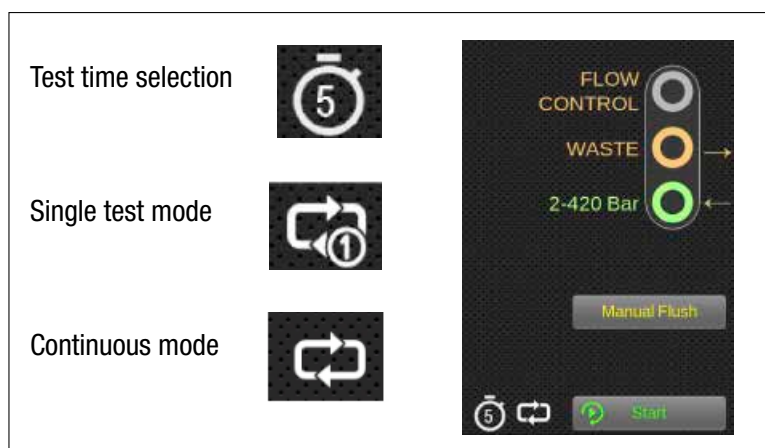 Test time selection
5
Single test mode
1
Continuous mode
FLOW
CONTROL
WASTE →
2-420 Bar ←
Manual Flush
5
Start